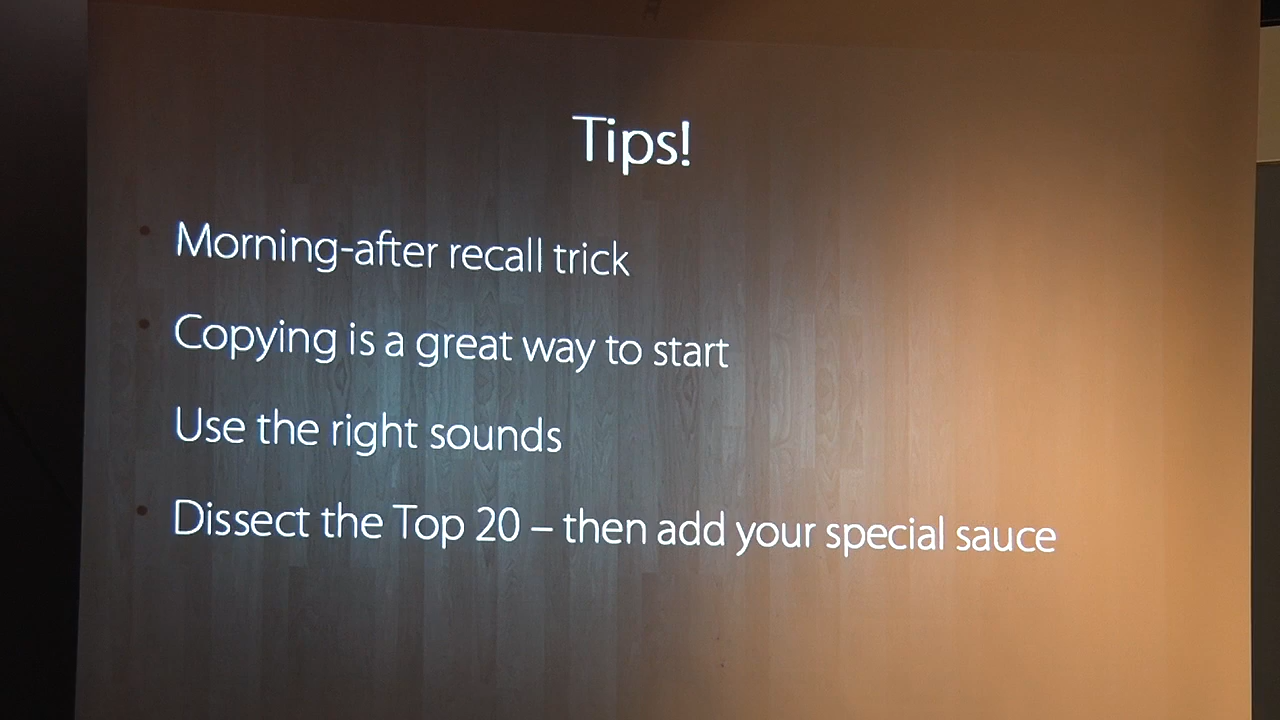 Tips!
• Morning-after recall trick
• Copying is a great way to start
Use the right sounds
• Dissect the Top 20 – then add your special sauce